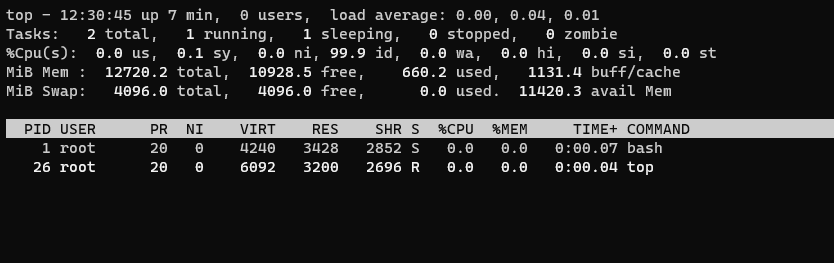 top - 12:30:45 up 7 min,  0 users,  load average: 0.00, 0.04, 0.01
Tasks:   2 total,   1 running,   1 sleeping,   0 stopped,   0 zombie
%Cpu(s):  0.0 us,  0.1 sy,  0.0 ni, 99.9 id,  0.0 wa,  0.0 hi,  0.0 si,  0.0 st
MiB Mem :  12720.2 total,  10928.5 free,    660.2 used,   1131.4 buff/cache
MiB Swap:   4096.0 total,   4096.0 free,      0.0 used.  11420.3 avail Mem
  PID USER      PR  NI    VIRT    RES    SHR S  %CPU  %MEM     TIME+ COMMAND
    1 root      20   0    4240   3428   2852 S   0.0   0.0   0:00.07 bash
   26 root      20   0    6092   3200   2696 R   0.0   0.0   0:00.04 top